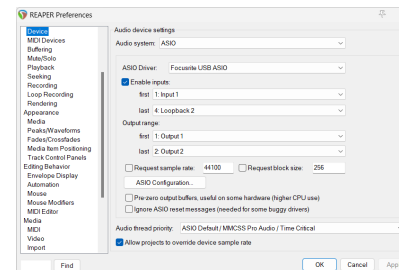 REAPER Preferences
Device
MIDI Devices
Buffering
Mute/Solo
Playback
Seeking
Recording
Loop Recording
Rendering
Appearance
Media
Peaks/Waveforms
Fades/Crossfades
Media Item Positioning
Track Control Panels
Editing Behavior
Envelope Display
Automation
Mouse
Mouse Modifiers
MIDI Editor
Media
MIDI
Video
Import
Find
Audio device settings
Audio system: ASIO
ASIO Driver: Focusrite USB ASIO
Enable inputs:
first 1: Input 1
last 4: Loopback 2
Output range:
first 1: Output 1
last 2: Output 2
Request sample rate: 44100 Request block size: 256
ASIO Configuration...
Pre-zero output buffers, useful on some hardware (higher CPU use)
Ignore ASIO reset messages (needed for some buggy drivers)
Audio thread priority: ASIO Default / MMCSS Pro Audio / Time Critical
Allow projects to override device sample rate
OK Cancel App